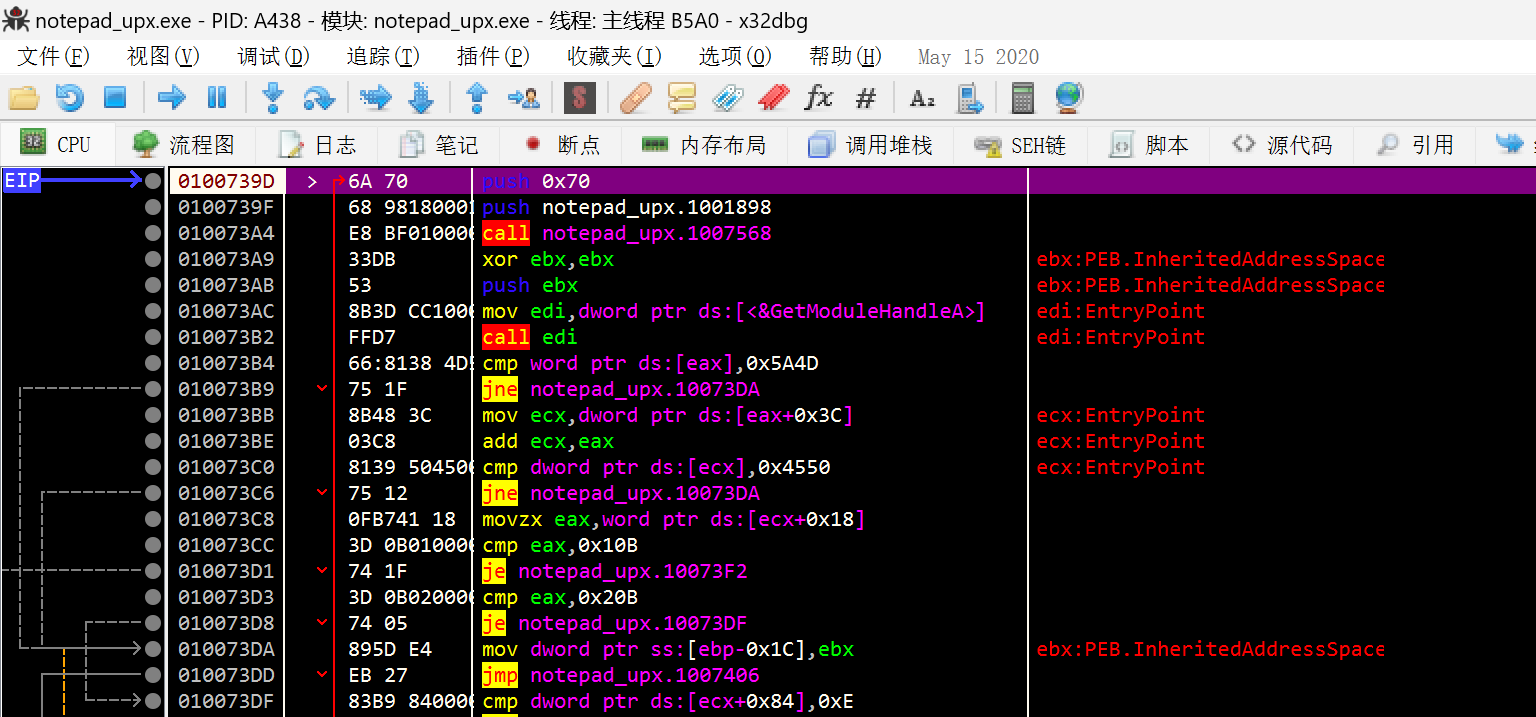 notepad_upx.exe - PID: A438 - 模块: notepad_upx.exe - 线程: 主线程 B5A0 - x32dbg
文件(F) 视图(V) 调试(D) 追踪(T) 插件(P) 收藏夹(I) 选项(O) 帮助(H) May 15 2020
CPU 流程图 日志 笔记 断点 内存布局 调用堆栈 SEH链 脚本 源代码 引用
EIP 0100739D 6A 70 push 0x70
0100739F 68 98180001 push notepad_upx.1001898
010073A4 E8 BF010000 call notepad_upx.1007568
010073A9 33DB xor ebx,ebx ebx:PEB.InheritedAddressSpace
010073AB 53 push ebx ebx:PEB.InheritedAddressSpace
010073AC 8B3D CC1000 mov edi,dword ptr ds:[<&GetModuleHandleA>] edi:EntryPoint
010073B2 FFD7 call edi edi:EntryPoint
010073B4 66:8138 4D5 cmp word ptr ds:[eax],0x5A4D
010073B9 75 1F jne notepad_upx.10073DA
010073BB 8B48 3C mov ecx,dword ptr ds:[eax+0x3C] ecx:EntryPoint
010073BE 03C8 add ecx,eax ecx:EntryPoint
010073C0 8139 504500 cmp dword ptr ds:[ecx],0x4550 ecx:EntryPoint
010073C6 75 12 jne notepad_upx.10073DA
010073C8 0FB741 18 movzx eax,word ptr ds:[ecx+0x18]
010073CC 3D 0B010000 cmp eax,0x10B
010073D1 74 1F je notepad_upx.10073F2
010073D3 3D 0B020000 cmp eax,0x20B
010073D8 74 05 je notepad_upx.10073DF
010073DA 895D E4 mov dword ptr ss:[ebp-0x1C],ebx ebx:PEB.InheritedAddressSpace
010073DD EB 27 jmp notepad_upx.1007406
010073DF 83B9 840000 cmp dword ptr ds:[ecx+0x84],0xE